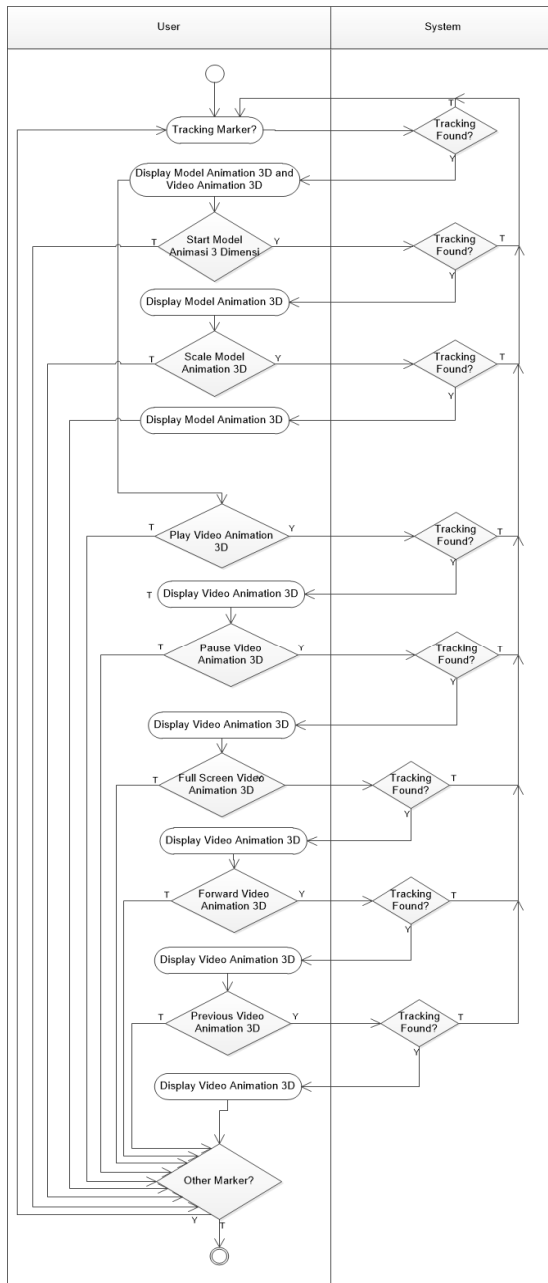 User
System
T
Tracking Marker?
Tracking
Found?
Y
Display Model Animation 3D and
Video Animation 3D
T
Start Model
Animasi 3 Dimensi
Y
Tracking
Found?
T
Y
Display Model Animation 3D
T
Scale Model
Animation 3D
Y
Tracking
Found?
T
Y
Display Model Animation 3D
T
Play Video Animation
3D
Y
Tracking
Found?
T
Y
T
Display Video Animation 3D
T
Pause Video
Animation 3D
Y
Tracking
Found?
T
Y
Display Video Animation 3D
T
Full Screen Video
Animation 3D
Y
Tracking
Found?
T
Y
Display Video Animation 3D
T
Forward Video
Animation 3D
Y
Tracking
Found?
T
Y
Display Video Animation 3D
T
Previous Video
Animation 3D
Y
Tracking
Found?
T
Y
Display Video Animation 3D
Other Marker?
Y
T